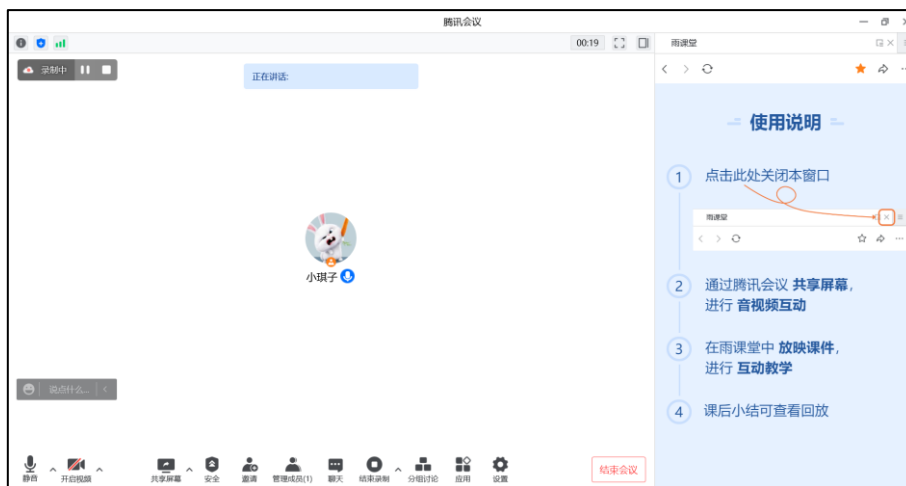 腾讯会议
00:19
录制中
正在讲话:
小琪子
说点什么...
静音
开启视频
共享屏幕
安全
邀请
管理成员(1)
聊天
结束录制
分组讨论
应用
设置
结束会议
雨课堂
使用说明
1 点击此处关闭本窗口
雨课堂
2 通过腾讯会议 共享屏幕,
进行 音视频互动
3 在雨课堂中 放映课件,
进行 互动教学
4 课后小结可查看回放